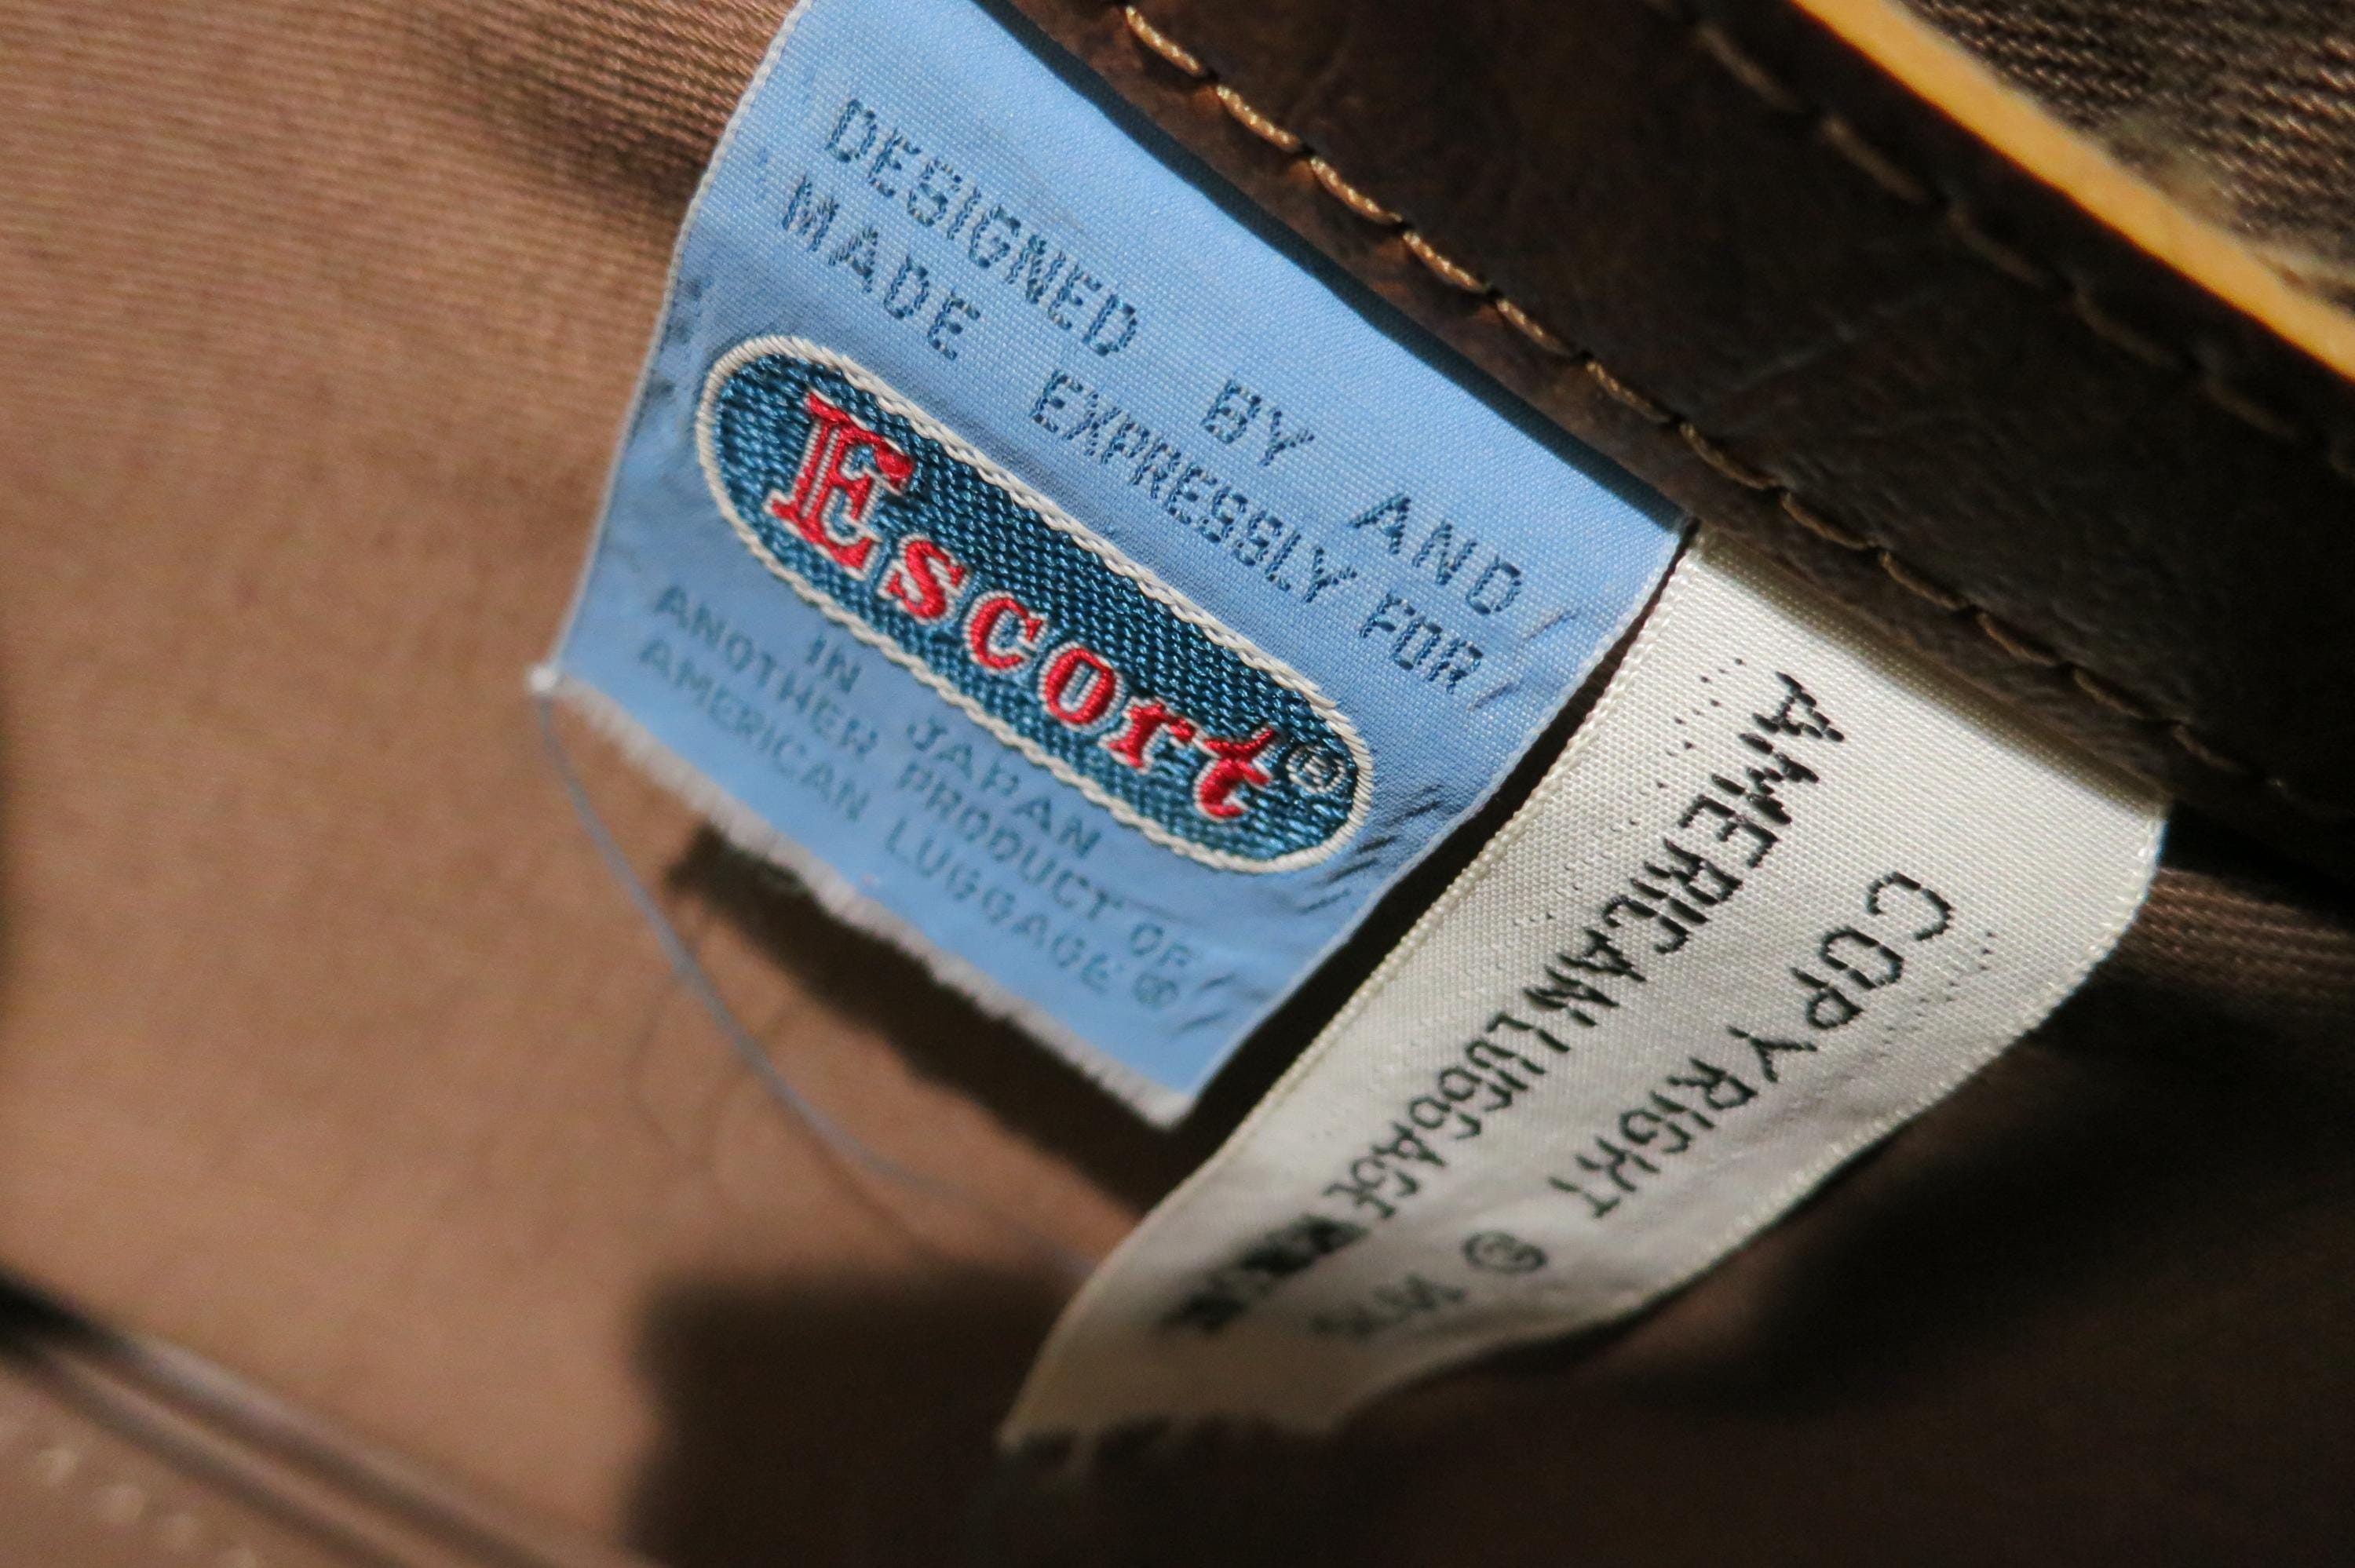 DESIGNED BY AND
MADE EXPRESSLY FOR
Escort®
IN JAPAN
ANOTHER PRODUCT OF
AMERICAN LUGGAGE ®
COPYRIGHT ©
AMERICAN LUGGAGE